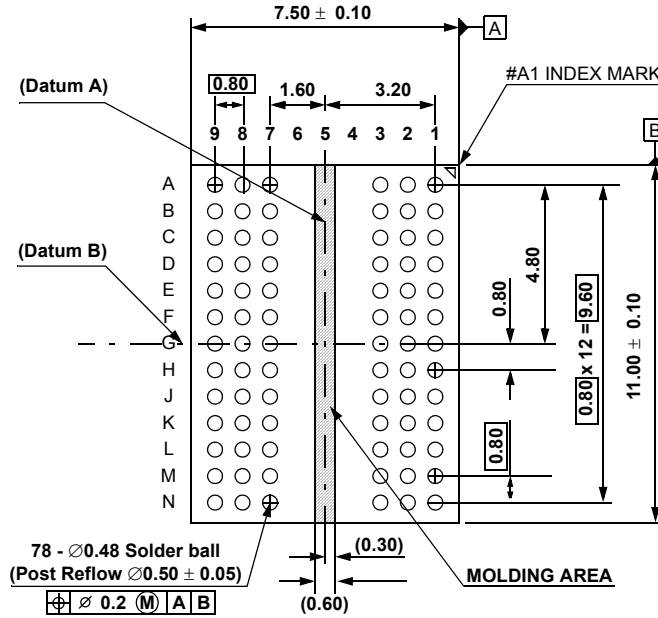 7.50 ± 0.10
A
#A1 INDEX MARK
(Datum A)
0.80
1.60
3.20
B
9 8 7 6 5 4 3 2 1
A
B
C
D
E
F
G
H
J
K
L
M
N
(Datum B)
4.80
0.80
0.80 x 12 = 9.60
11.00 ± 0.10
0.80
78 - ∅0.48 Solder ball
(Post Reflow ∅0.50 ± 0.05)
⌖ ∅ 0.2 Ⓜ A B
(0.30)
(0.60)
MOLDING AREA